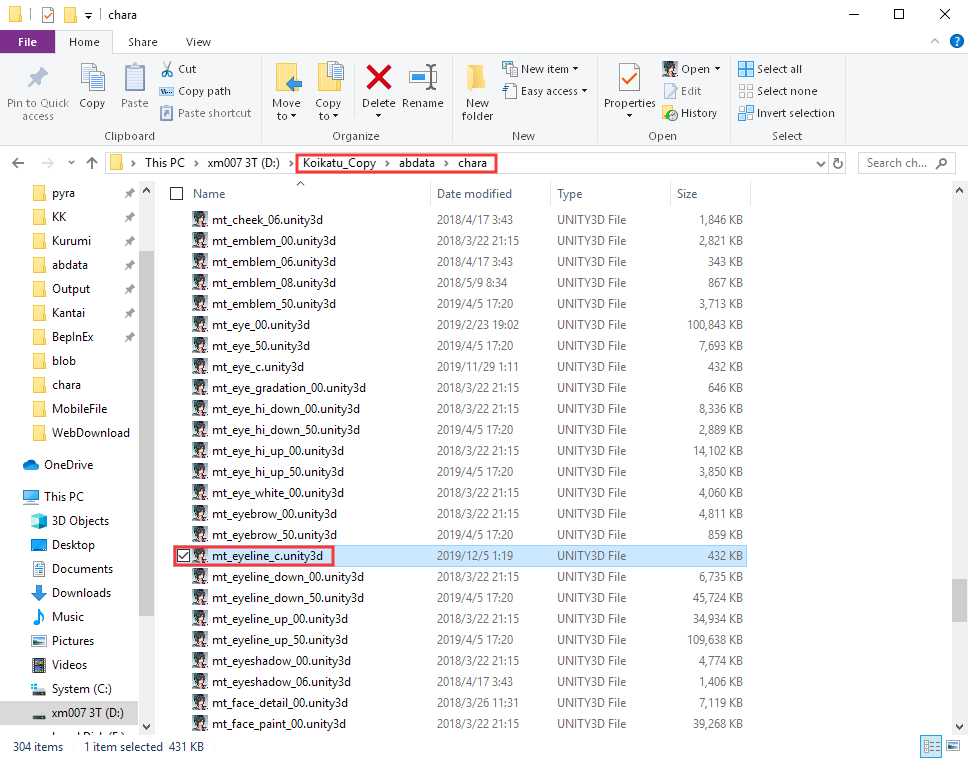 chara
File Home Share View
Pin to Quick access
Copy
Paste
Cut
Copy path
Paste shortcut
Clipboard
Move to
Copy to
Delete
Rename
Organize
New folder
New item
Easy access
New
Properties
Open
Edit
History
Open
Select all
Select none
Invert selection
Select
This PC xm007 3T (D:) Koikatu_Copy abdata chara
Search ch...
pyra
KK
Kurumi
abdata
Output
Kantai
BepInEx
blob
chara
MobileFile
WebDownload
OneDrive
This PC
3D Objects
Desktop
Documents
Downloads
Music
Pictures
Videos
System (C:)
xm007 3T (D:)
Name Date modified Type Size
mt_cheek_06.unity3d 2018/4/17 3:43 UNITY3D File 1,846 KB
mt_emblem_00.unity3d 2018/3/22 21:15 UNITY3D File 2,821 KB
mt_emblem_06.unity3d 2018/4/17 3:43 UNITY3D File 343 KB
mt_emblem_08.unity3d 2018/5/9 8:34 UNITY3D File 867 KB
mt_emblem_50.unity3d 2019/4/5 17:20 UNITY3D File 3,713 KB
mt_eye_00.unity3d 2019/2/23 19:02 UNITY3D File 100,843 KB
mt_eye_50.unity3d 2019/4/5 17:20 UNITY3D File 7,693 KB
mt_eye_c.unity3d 2019/11/29 1:11 UNITY3D File 432 KB
mt_eye_gradation_00.unity3d 2018/3/22 21:15 UNITY3D File 646 KB
mt_eye_hi_down_00.unity3d 2018/3/22 21:15 UNITY3D File 8,336 KB
mt_eye_hi_down_50.unity3d 2019/4/5 17:20 UNITY3D File 2,889 KB
mt_eye_hi_up_00.unity3d 2018/3/22 21:15 UNITY3D File 14,102 KB
mt_eye_hi_up_50.unity3d 2019/4/5 17:20 UNITY3D File 3,850 KB
mt_eye_white_00.unity3d 2018/3/22 21:15 UNITY3D File 4,060 KB
mt_eyebrow_00.unity3d 2018/3/22 21:15 UNITY3D File 4,811 KB
mt_eyebrow_50.unity3d 2019/4/5 17:20 UNITY3D File 859 KB
mt_eyeline_c.unity3d 2019/12/5 1:19 UNITY3D File 432 KB
mt_eyeline_down_00.unity3d 2018/3/22 21:15 UNITY3D File 6,735 KB
mt_eyeline_down_50.unity3d 2019/4/5 17:20 UNITY3D File 45,724 KB
mt_eyeline_up_00.unity3d 2018/3/22 21:15 UNITY3D File 34,934 KB
mt_eyeline_up_50.unity3d 2019/4/5 17:20 UNITY3D File 109,638 KB
mt_eyeshadow_00.unity3d 2018/3/22 21:15 UNITY3D File 4,774 KB
mt_eyeshadow_06.unity3d 2018/4/17 3:43 UNITY3D File 1,406 KB
mt_face_detail_00.unity3d 2018/3/26 11:31 UNITY3D File 7,119 KB
mt_face_paint_00.unity3d 2018/3/22 21:15 UNITY3D File 39,268 KB
304 items 1 item selected 431 KB